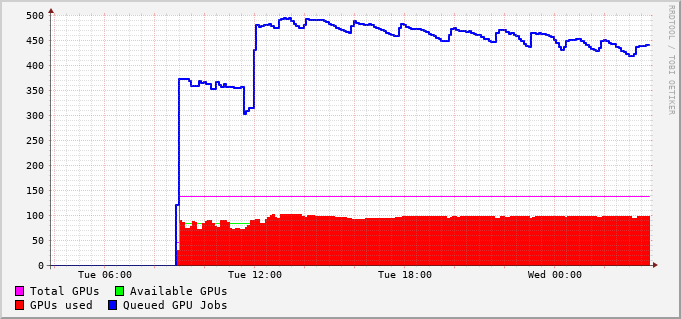 500
450
400
350
300
250
200
150
100
50
0
Tue 06:00 Tue 12:00 Tue 18:00 Wed 00:00
Total GPUs Available GPUs
GPUs used Queued GPU Jobs
RRDTOOL / TOBI OETIKER